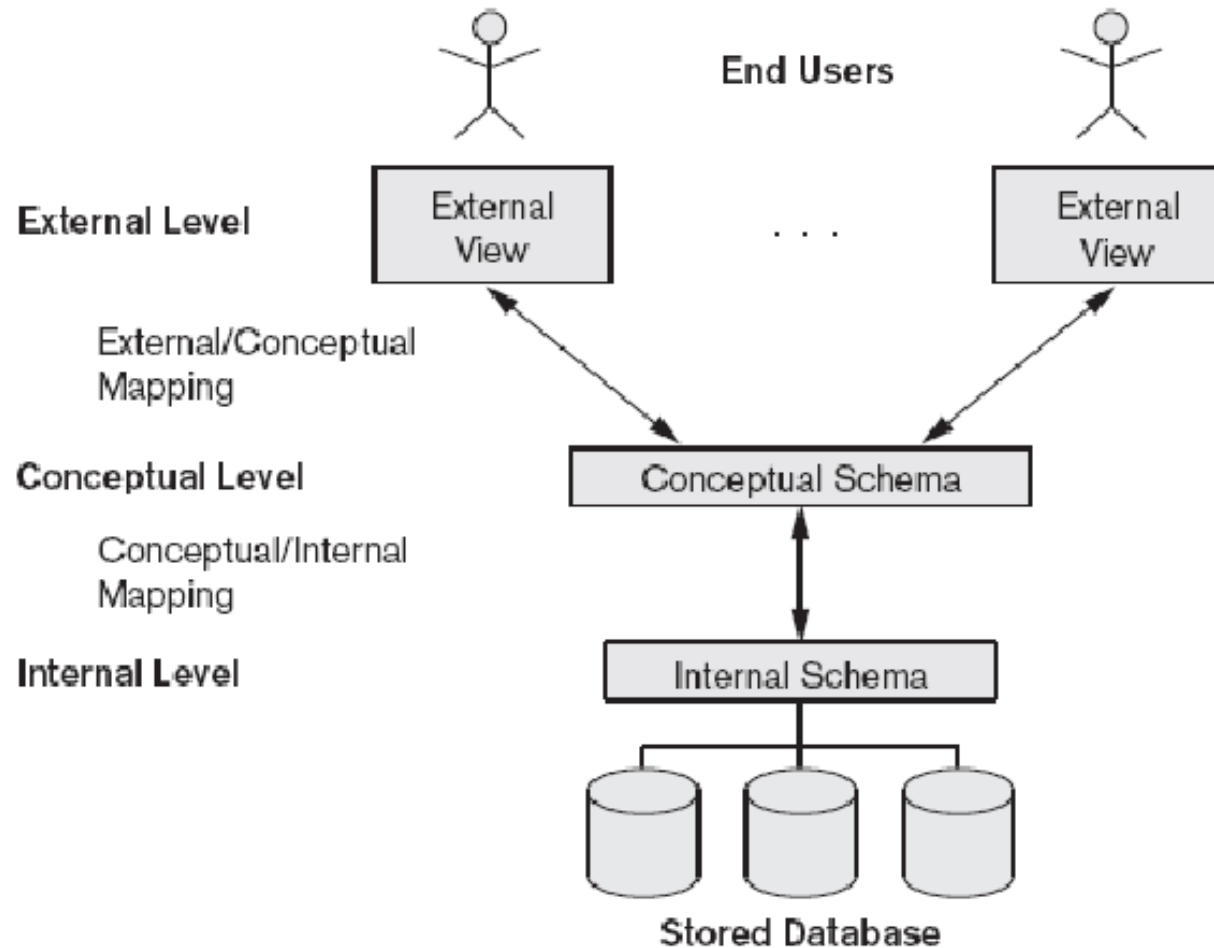 End Users
External Level
External
View
. . .
External
View
External/Conceptual
Mapping
Conceptual Level
Conceptual Schema
Conceptual/Internal
Mapping
Internal Level
Internal Schema
Stored Database